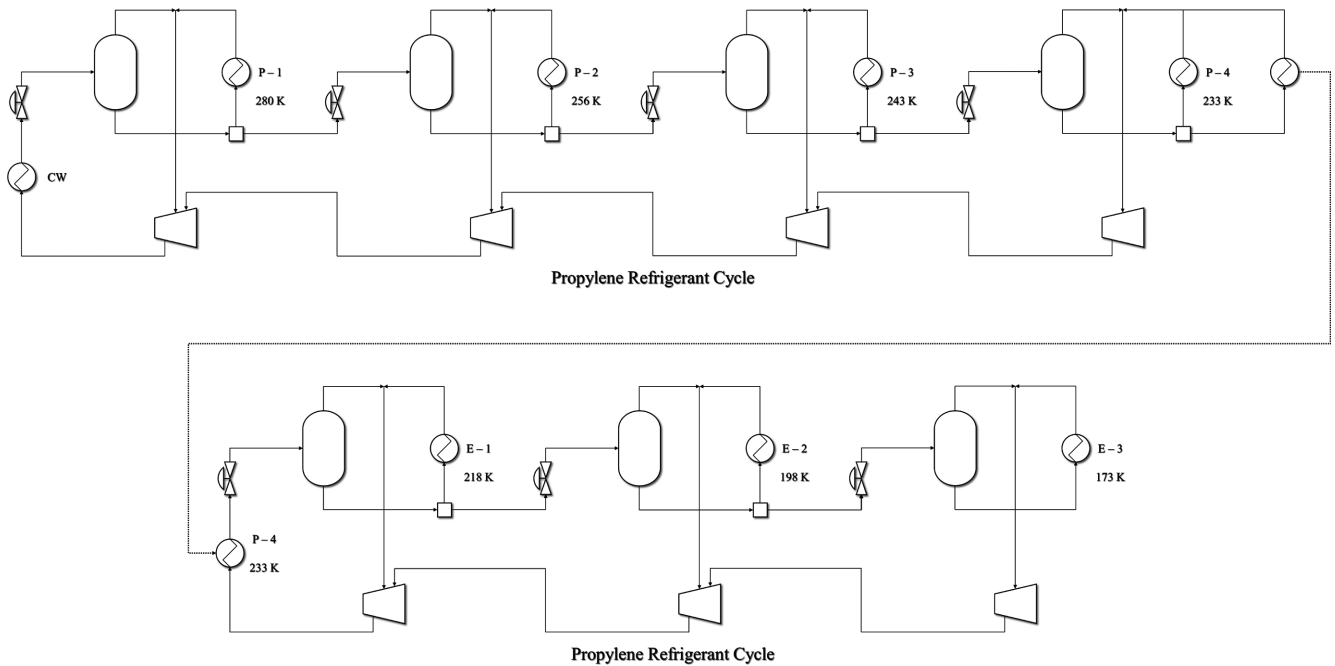 P – 1
280 K
P – 2
256 K
P – 3
243 K
P – 4
233 K
CW
Propylene Refrigerant Cycle
E – 1
218 K
E – 2
198 K
E – 3
173 K
P – 4
233 K
Propylene Refrigerant Cycle